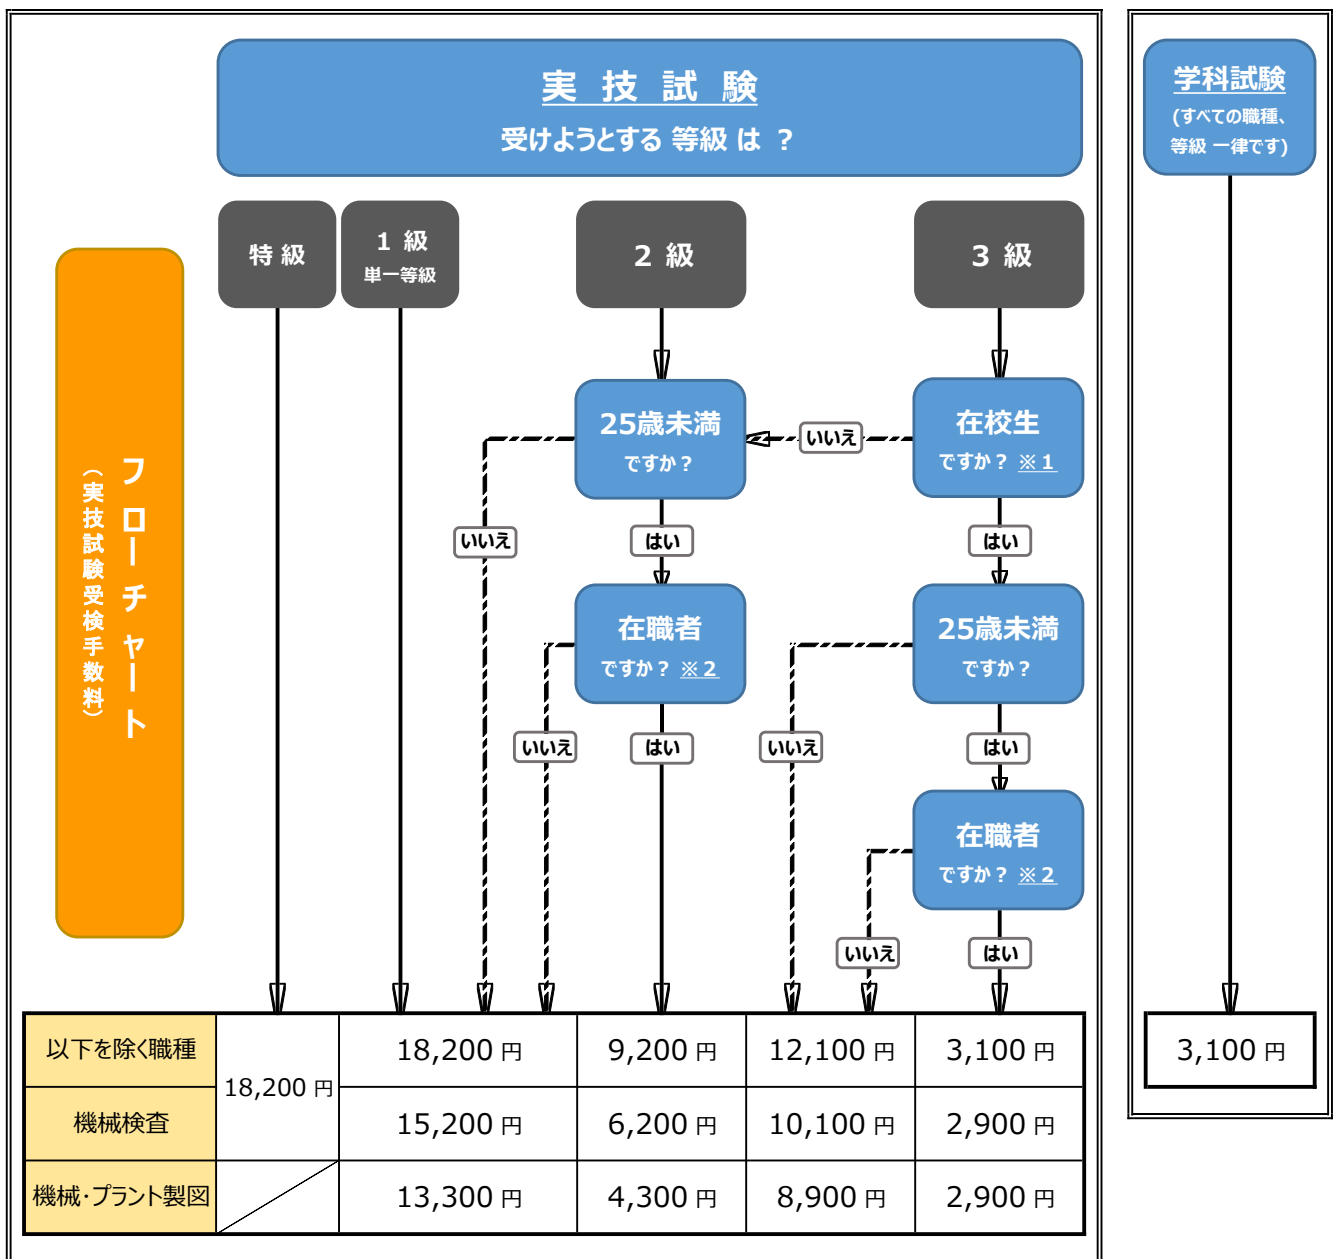 実 技 試 験
受けようとする 等級 は ？
学科試験
(すべての職種、
等級 一律です)
特 級
1 級
単一等級
2 級
3 級
フローチャート
（実技試験受検手数料）
25歳未満
ですか？
いいえ
在校生
ですか？ ※１
いいえ
はい
はい
在職者
ですか？ ※２
25歳未満
ですか？
いいえ
はい
いいえ
はい
在職者
ですか？ ※２
いいえ
はい
以下を除く職種
18,200 円
18,200 円
9,200 円
12,100 円
3,100 円
3,100 円
機械検査
15,200 円
6,200 円
10,100 円
2,900 円
機械・プラント製図
13,300 円
4,300 円
8,900 円
2,900 円